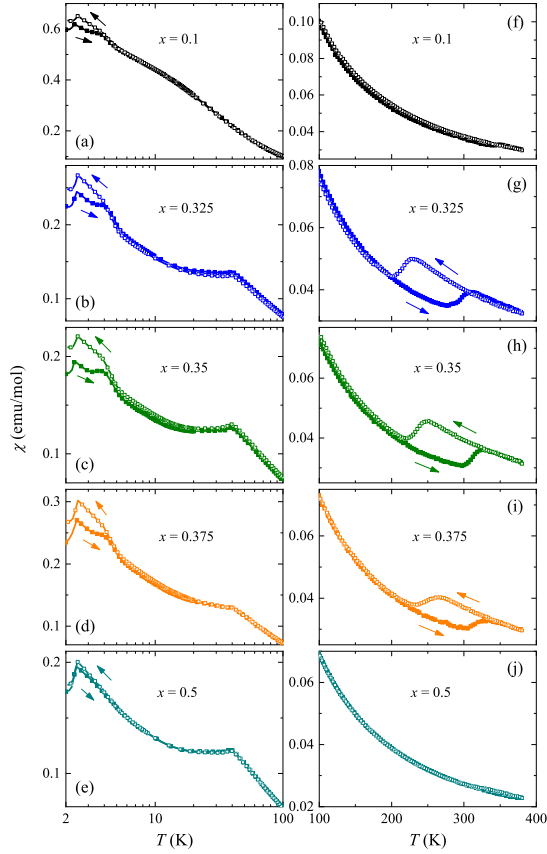 0.6
0.4
0.2
x = 0.1
(a)
0.10
0.08
0.06
0.04
x = 0.1
(f)
0.2
0.1
x = 0.325
(b)
0.08
0.06
0.04
x = 0.325
(g)
0.2
0.1
x = 0.35
(c)
0.06
0.04
x = 0.35
(h)
0.3
0.2
0.1
x = 0.375
(d)
0.06
0.04
x = 0.375
(i)
0.2
0.1
x = 0.5
(e)
0.06
0.04
0.02
x = 0.5
(j)
χ (emu/mol)
2 10 100
100 200 300 400
T (K)
T (K)